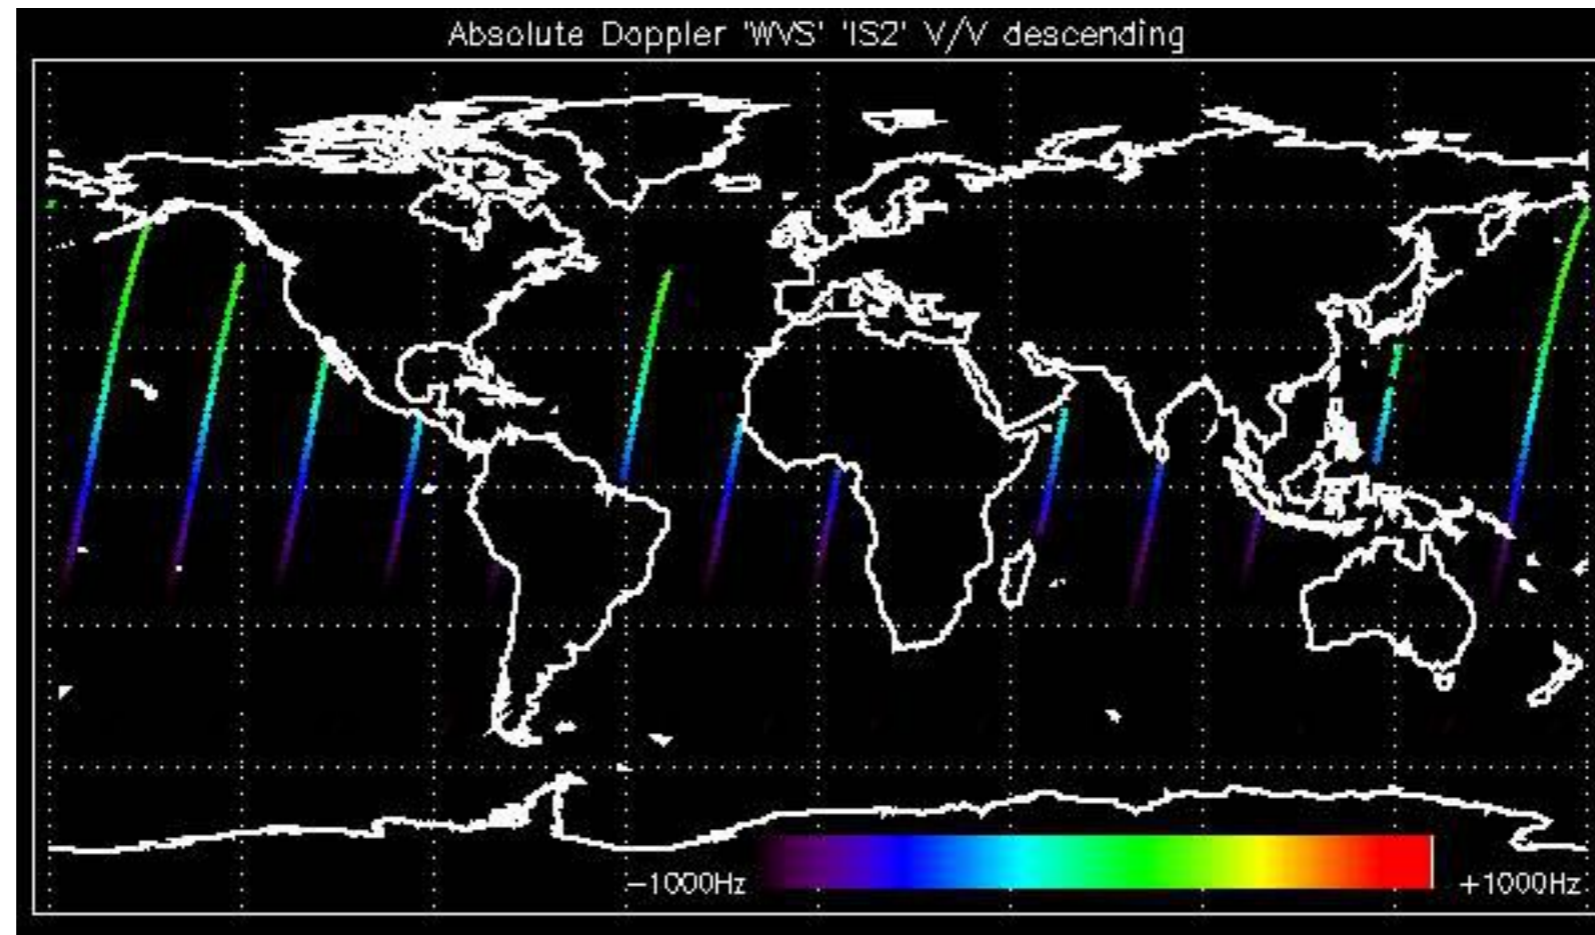 Absolute Doppler 'WVS' 'IS2' V/V descending
−1000Hz
+1000Hz